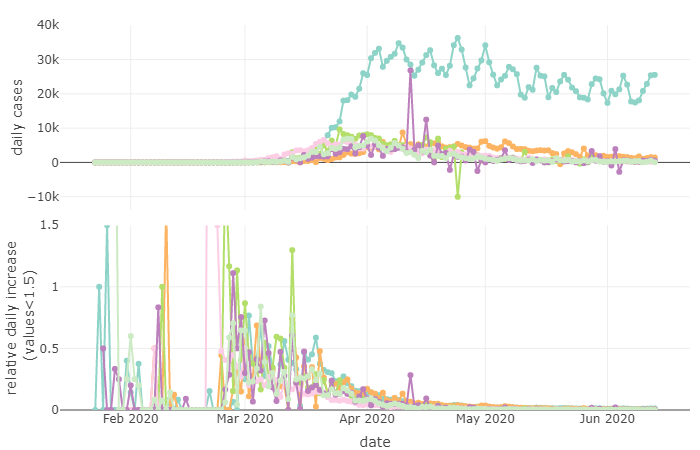 40k
30k
20k
10k
0
−10k
daily cases
1.5
1
0.5
0
relative daily increase
(values<1.5)
Feb 2020
Mar 2020
Apr 2020
May 2020
Jun 2020
date